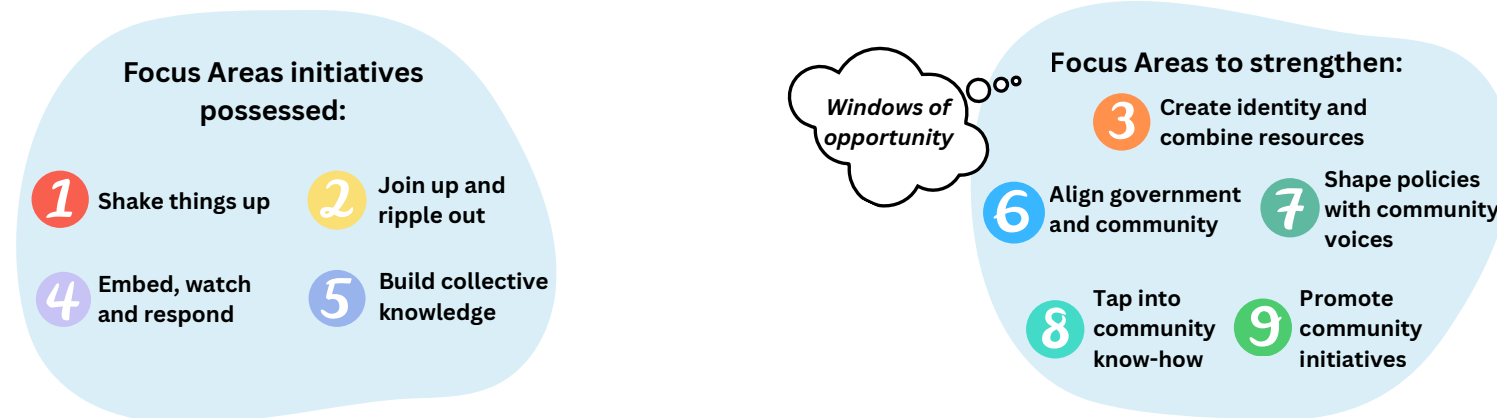 Focus Areas initiatives
possessed:
1
Shake things up
2
Join up and
ripple out
4
Embed, watch
and respond
5
Build collective
knowledge
Windows of
opportunity
Focus Areas to strengthen:
3
Create identity and
combine resources
6
Align government
and community
7
Shape policies
with community
voices
8
Tap into
community
know-how
9
Promote
community
initiatives